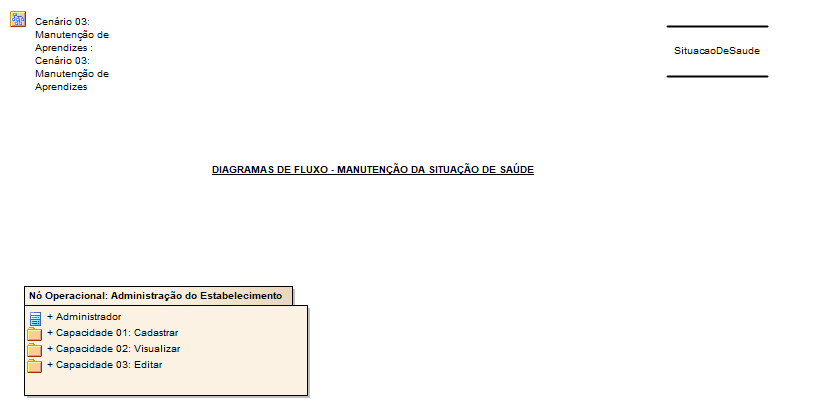 Cenário 03:
Manutenção de
Aprendizes :
Cenário 03:
Manutenção de
Aprendizes
SituacaoDeSaude
DIAGRAMAS DE FLUXO - MANUTENÇÃO DA SITUAÇÃO DE SAÚDE
Nó Operacional: Administração do Estabelecimento
+ Administrador
+ Capacidade 01: Cadastrar
+ Capacidade 02: Visualizar
+ Capacidade 03: Editar